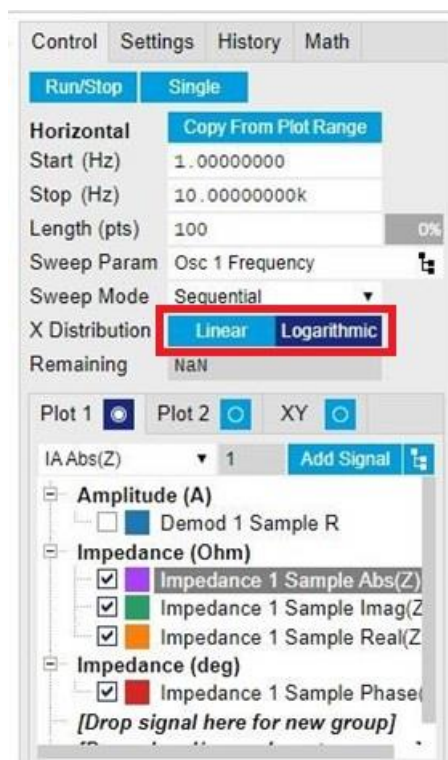 Control Settings History Math
Run/Stop Single
Horizontal Copy From Plot Range
Start (Hz) 1.00000000
Stop (Hz) 10.00000000k
Length (pts) 100 0%
Sweep Param Osc 1 Frequency
Sweep Mode Sequential
X Distribution Linear Logarithmic
Remaining NaN
Plot 1 Plot 2 XY
IA Abs(Z) 1 Add Signal
Amplitude (A)
Demod 1 Sample R
Impedance (Ohm)
Impedance 1 Sample Abs(Z)
Impedance 1 Sample Imag(Z
Impedance 1 Sample Real(Z
Impedance (deg)
Impedance 1 Sample Phase(
[Drop signal here for new group]